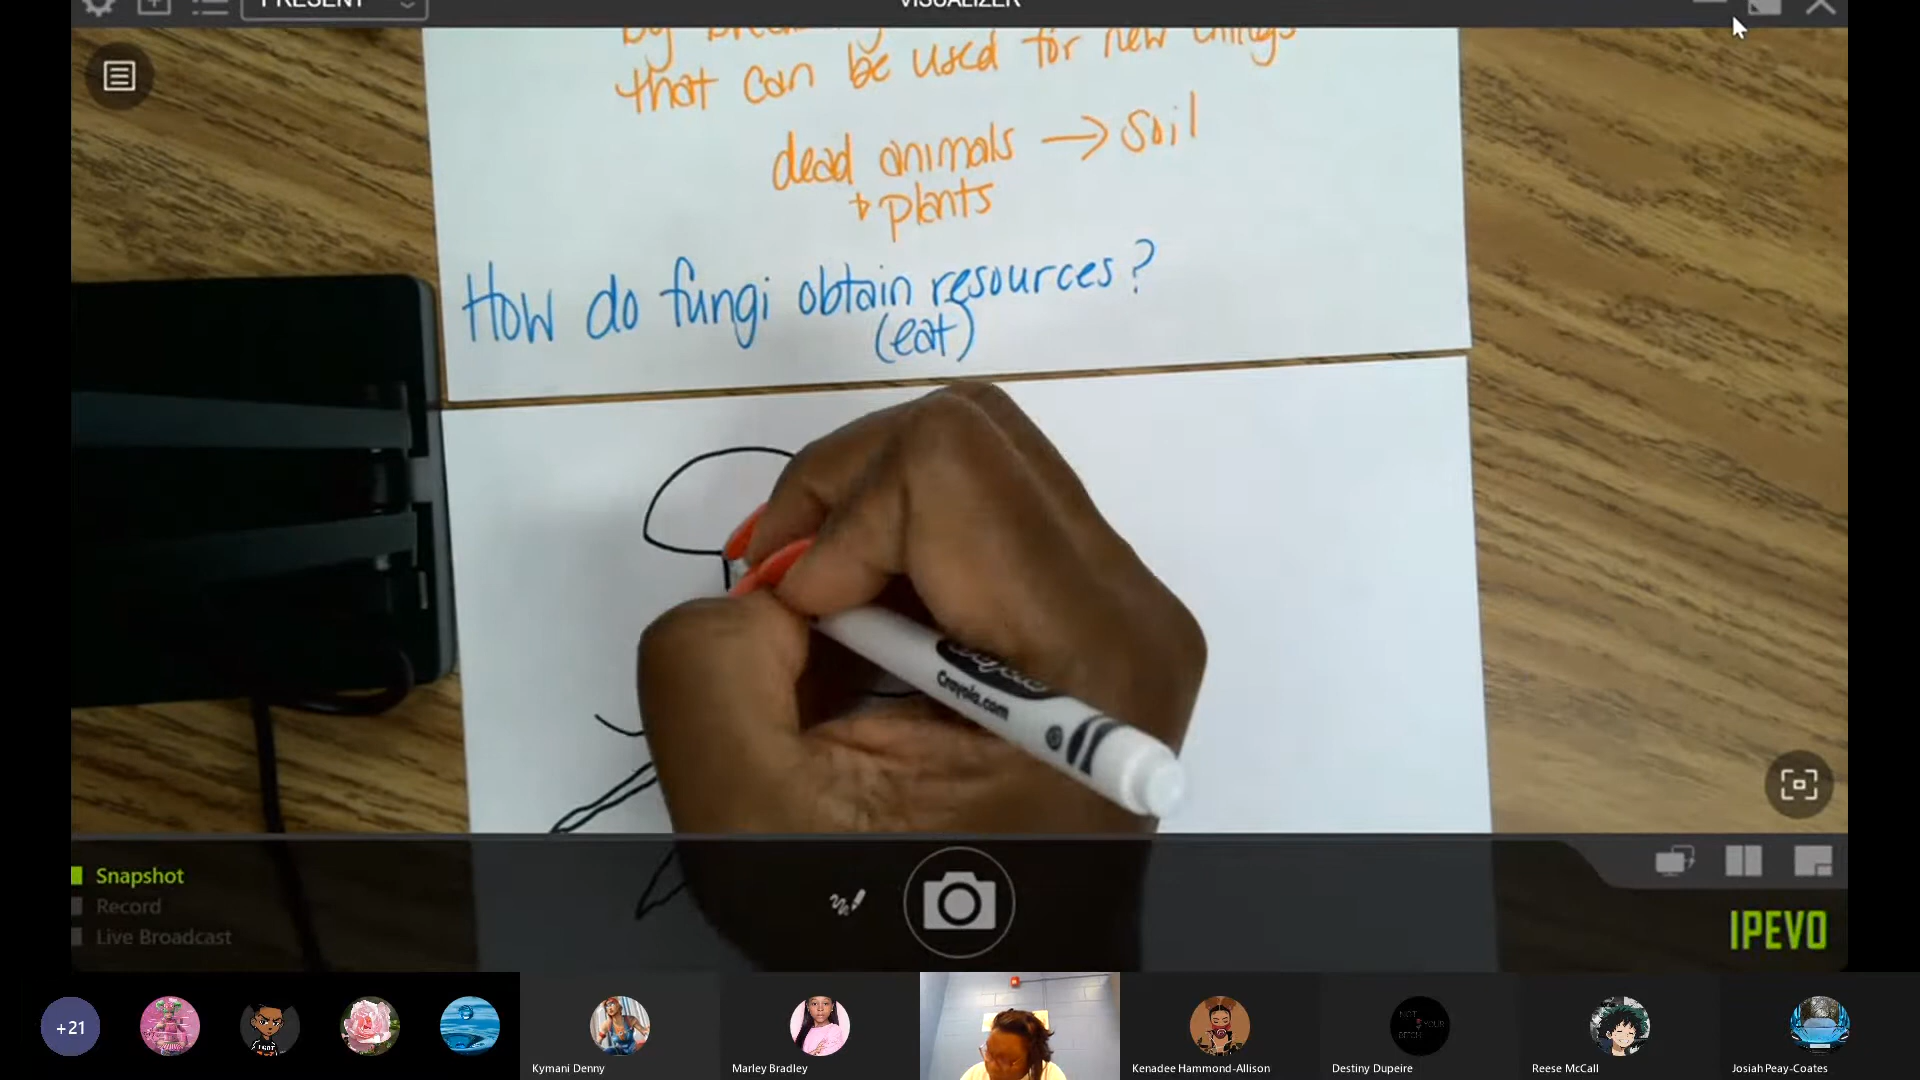 PRESENT
VISUALIZER
that can be used for new things
dead animals → soil
+ plants
How do fungi obtain resources?
(eat)
Crayola.com
Snapshot
Record
Live Broadcast
IPEVO
+21
Kymani Denny
Marley Bradley
Kenadee Hammond-Allison
Destiny Dupeire
Reese McCall
Josiah Peay-Coates